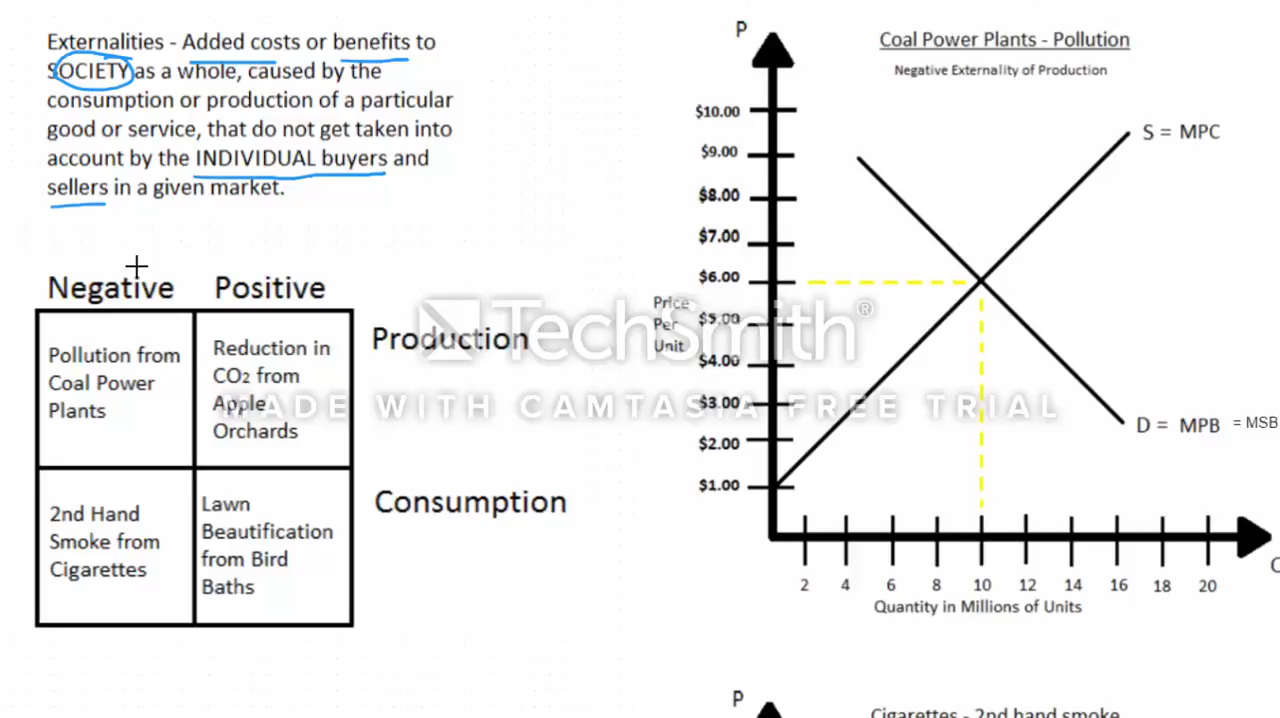 Externalities - Added costs or benefits to
SOCIETY as a whole, caused by the
consumption or production of a particular
good or service, that do not get taken into
account by the INDIVIDUAL buyers and
sellers in a given market.
Negative Positive
Production
Pollution from
Coal Power
Plants
Reduction in
CO2 from
Apple
Orchards
Consumption
2nd Hand
Smoke from
Cigarettes
Lawn
Beautification
from Bird
Baths
TechSmith®
MADE WITH CAMTASIA FREE TRIAL
P
Coal Power Plants - Pollution
Negative Externality of Production
$10.00
$9.00
$8.00
$7.00
$6.00
$5.00
$4.00
$3.00
$2.00
$1.00
Price
Per
Unit
S = MPC
D = MPB = MSB
2 4 6 8 10 12 14 16 18 20
Quantity in Millions of Units
P
Cigarettes - 2nd hand smoke